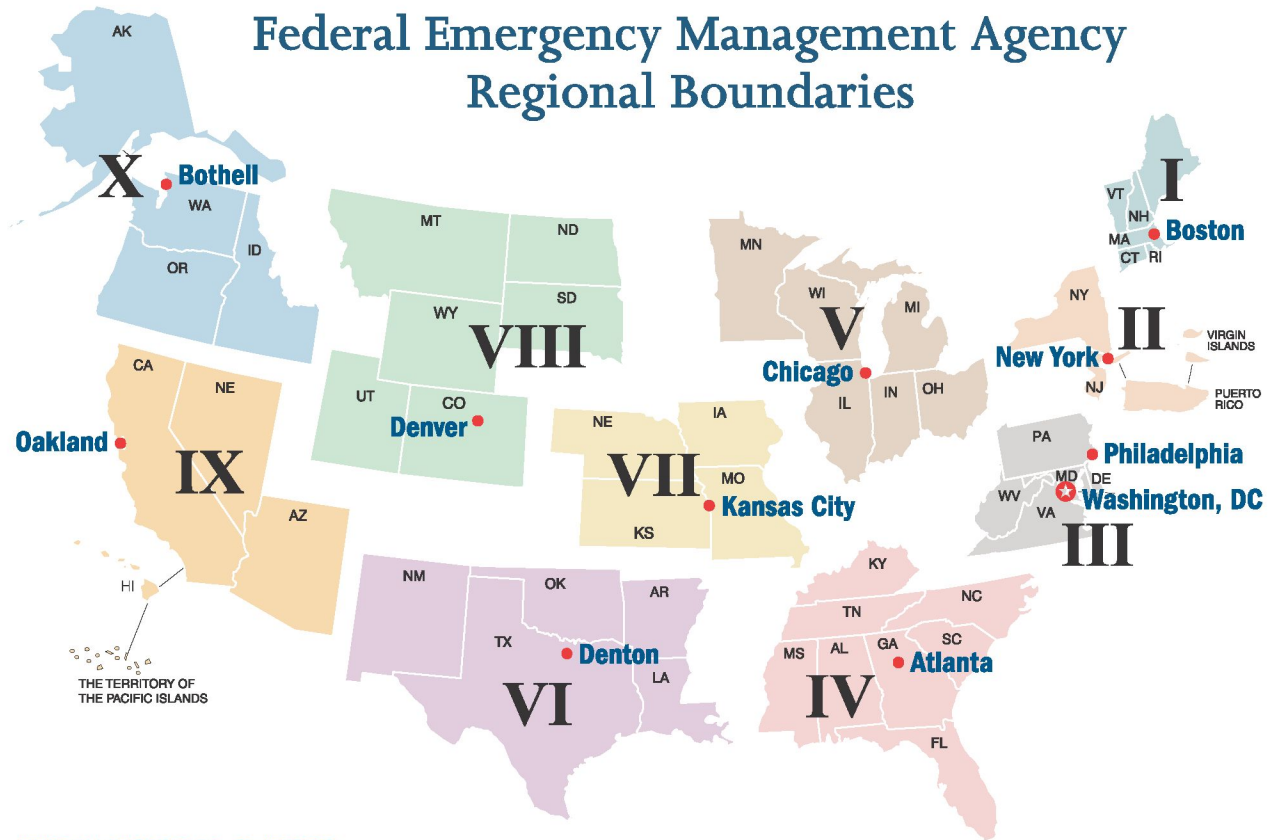 Federal Emergency Management Agency
Regional Boundaries
AK
X
Bothell
WA
OR
ID
MT
ND
SD
WY
VIII
UT
CO
Denver
MN
WI
MI
V
Chicago
IL
IN
OH
I
VT
NH
MA
CT
RI
Boston
NY
II
New York
NJ
VIRGIN
ISLANDS
PUERTO
RICO
CA
NE
Oakland
IX
AZ
HI
THE TERRITORY OF
THE PACIFIC ISLANDS
NE
IA
VII
MO
Kansas City
KS
PA
Philadelphia
MD
DE
WV
Washington, DC
VA
III
NM
OK
AR
TX
Denton
LA
VI
KY
TN
NC
MS
AL
GA
SC
Atlanta
IV
FL